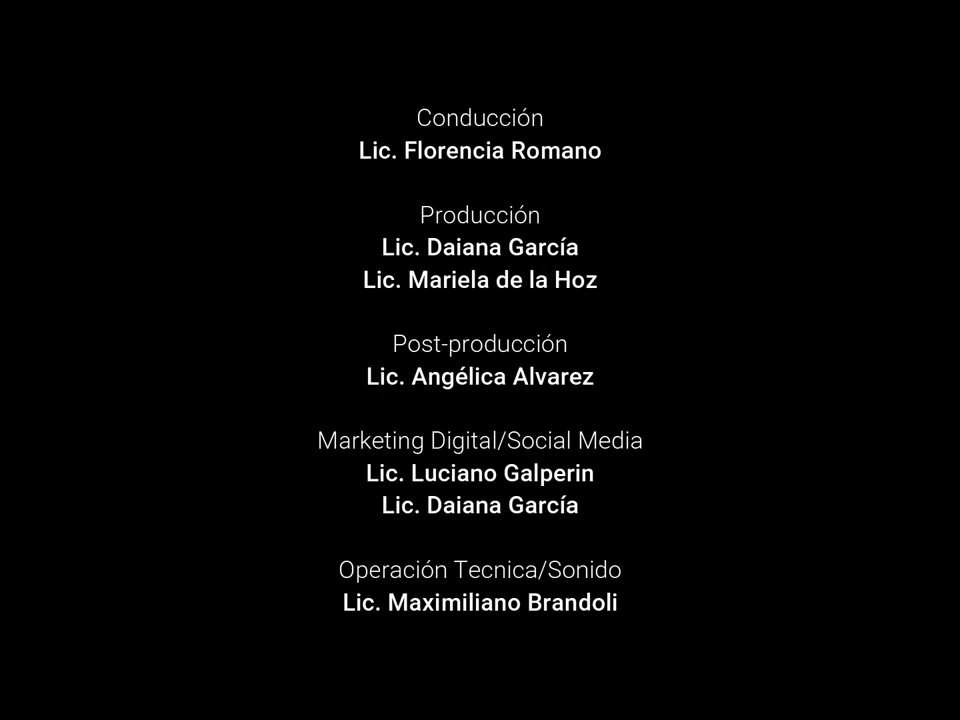 Conducción
Lic. Florencia Romano
Producción
Lic. Daiana García
Lic. Mariela de la Hoz
Post-producción
Lic. Angélica Alvarez
Marketing Digital/Social Media
Lic. Luciano Galperin
Lic. Daiana García
Operación Tecnica/Sonido
Lic. Maximiliano Brandoli